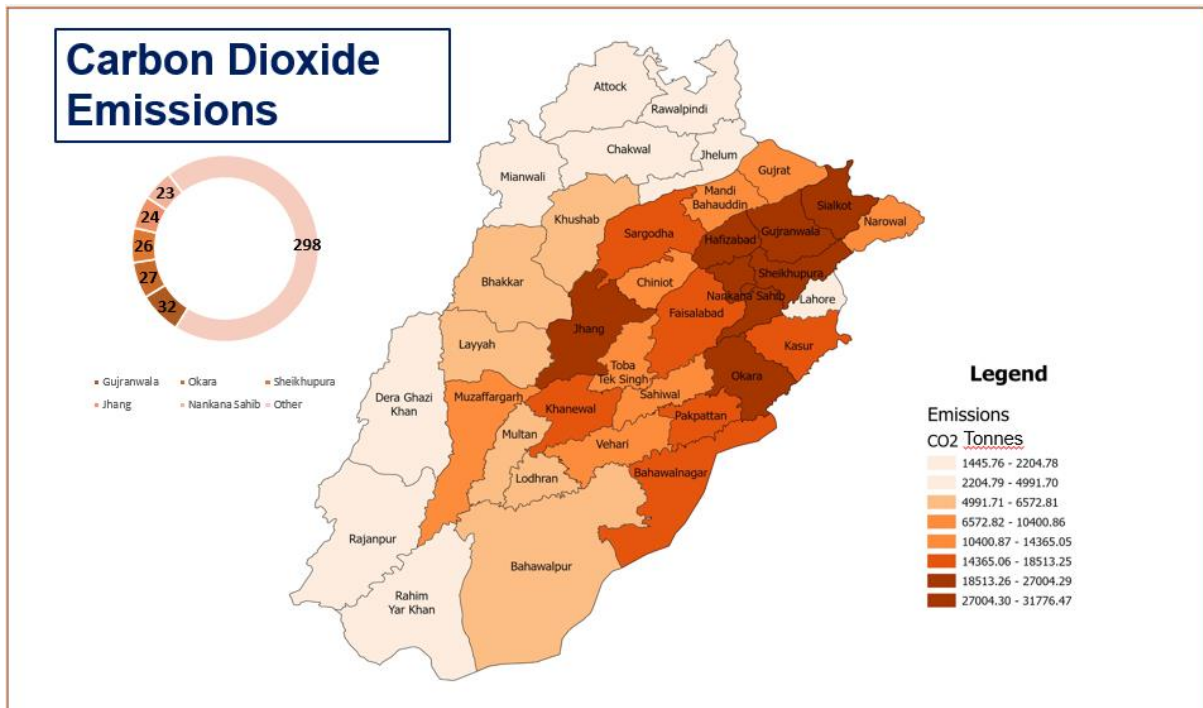 Carbon Dioxide
Emissions
23
24
26
27
32
298
Gujranwala
Okara
Sheikhupura
Jhang
Nankana Sahib
Other
Attock
Rawalpindi
Chakwal
Jhelum
Mianwali
Gujrat
Mandi
Bahauddin
Khushab
Sialkot
Narowal
Sargodha
Hafizabad
Gujranwala
Sheikhupura
Bhakkar
Chiniot
Nankana Sahib
Lahore
Faisalabad
Jhang
Kasur
Layyah
Toba
Tek Singh
Okara
Dera Ghazi
Khan
Muzaffargarh
Khanewal
Sahiwal
Pakpattan
Multan
Vehari
Lodhran
Bahawalnagar
Rajanpur
Bahawalpur
Rahim
Yar Khan
Legend
Emissions
CO2 Tonnes
1445.76 - 2204.78
2204.79 - 4991.70
4991.71 - 6572.81
6572.82 - 10400.86
10400.87 - 14365.05
14365.06 - 18513.25
18513.26 - 27004.29
27004.30 - 31776.47